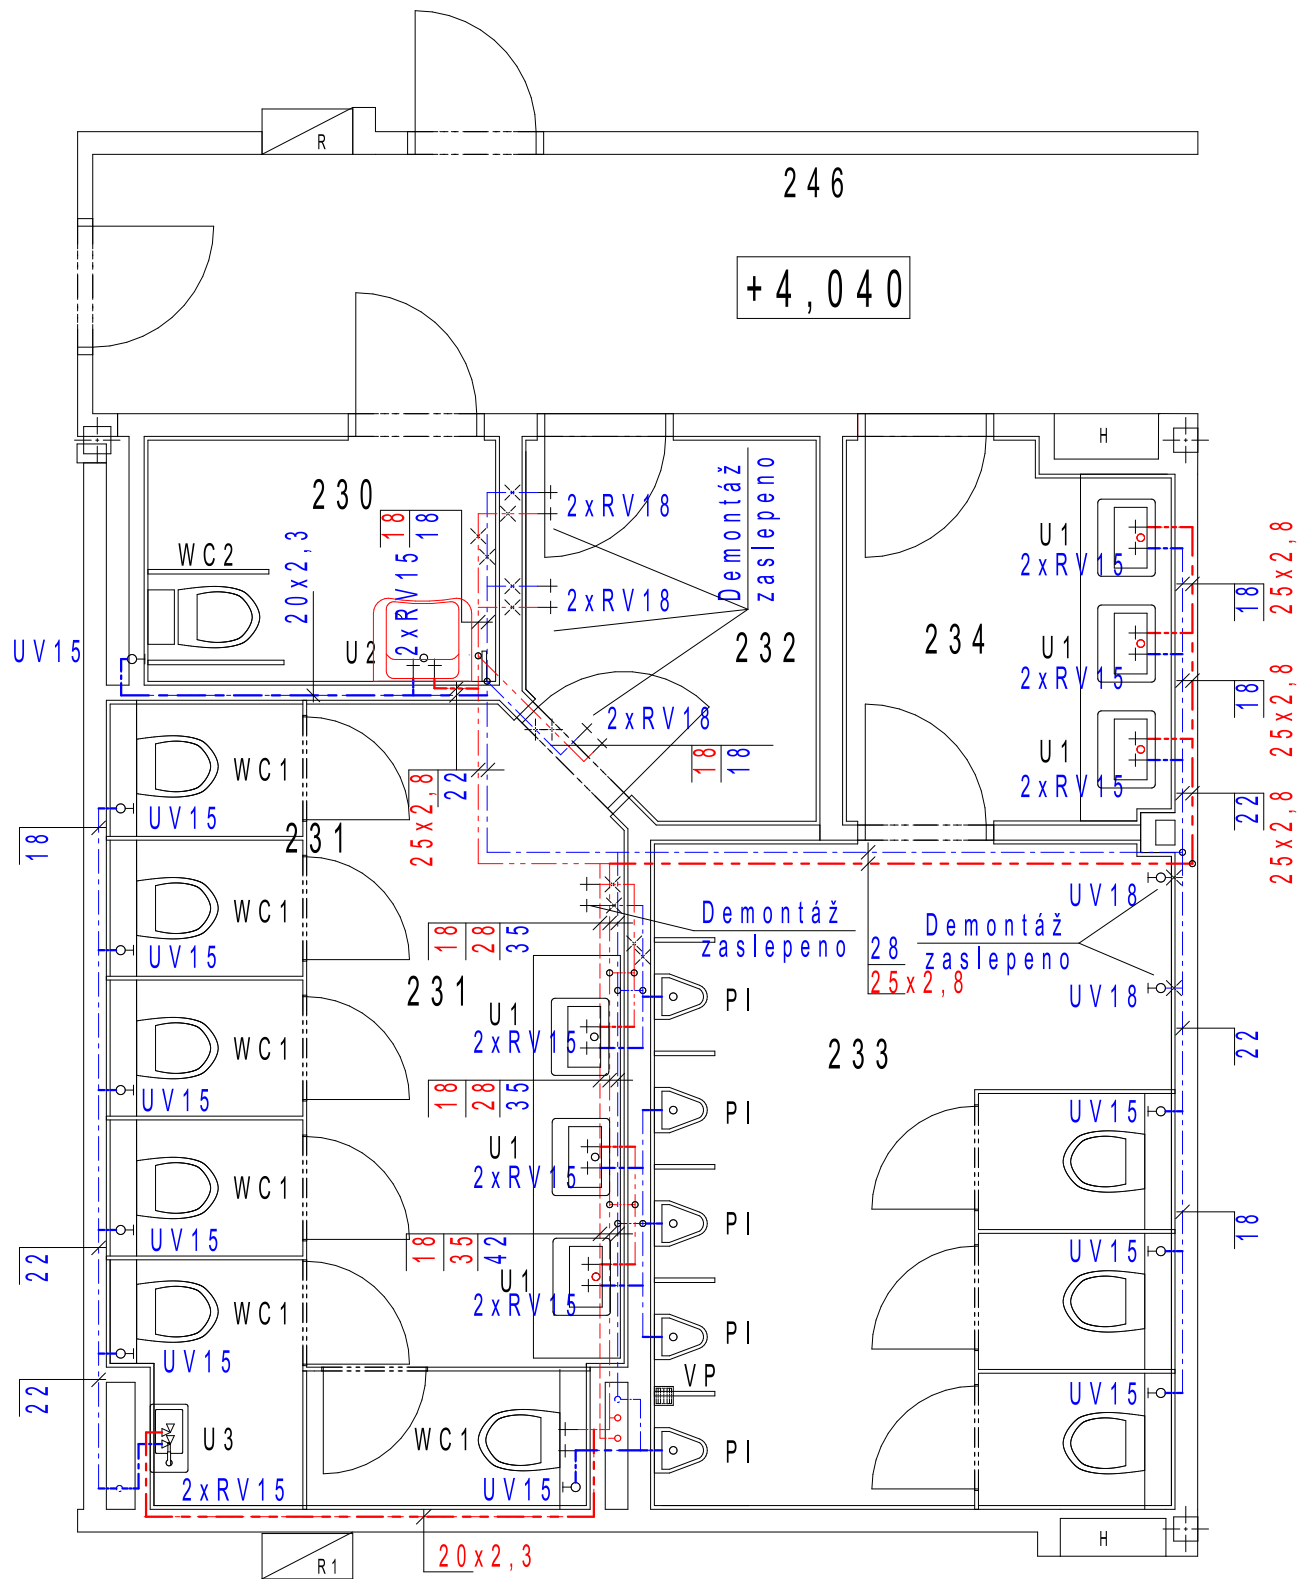 R
246
+4,040
H
230
18
18
2xRV18
Demontáž
zaslepeno
WC2
20x2,3
2xRV15
U1
2xRV15
25x2,8
18
2xRV18
UV15
U2
232
234
U1
2xRV15
25x2,8
18
2xRV18
18
18
U1
2xRV15
WC1
UV15
25x2,8
22
22
25x2,8
18
231
WC1
UV15
UV18
Demontáž
zaslepeno
Demontáž
zaslepeno
18
28
35
28
25x2,8
231
PI
UV18
U1
2xRV15
WC1
UV15
233
22
18
28
35
PI
UV15
U1
2xRV15
WC1
UV15
PI
18
22
18
35
42
UV15
U1
2xRV15
WC1
UV15
PI
22
VP
UV15
U3
WC1
PI
2xRV15
UV15
20x2,3
R1
H